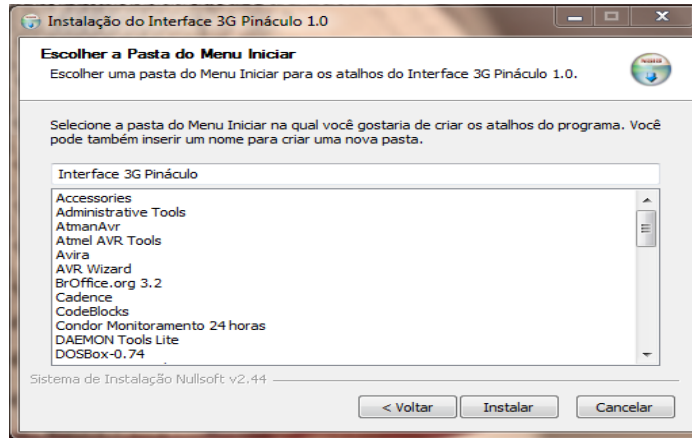 Instalação do Interface 3G Pináculo 1.0
Escolher a Pasta do Menu Iniciar
Escolher uma pasta do Menu Iniciar para os atalhos do Interface 3G Pináculo 1.0.
Selecione a pasta do Menu Iniciar na qual você gostaria de criar os atalhos do programa. Você
pode também inserir um nome para criar uma nova pasta.
Interface 3G Pináculo
Accessories
Administrative Tools
AtmanAvr
Atmel AVR Tools
Avira
AVR Wizard
BrOffice.org 3.2
Cadence
CodeBlocks
Condor Monitoramento 24 horas
DAEMON Tools Lite
DOSBox-0.74
Sistema de Instalação Nullsoft v2.44
< Voltar
Instalar
Cancelar